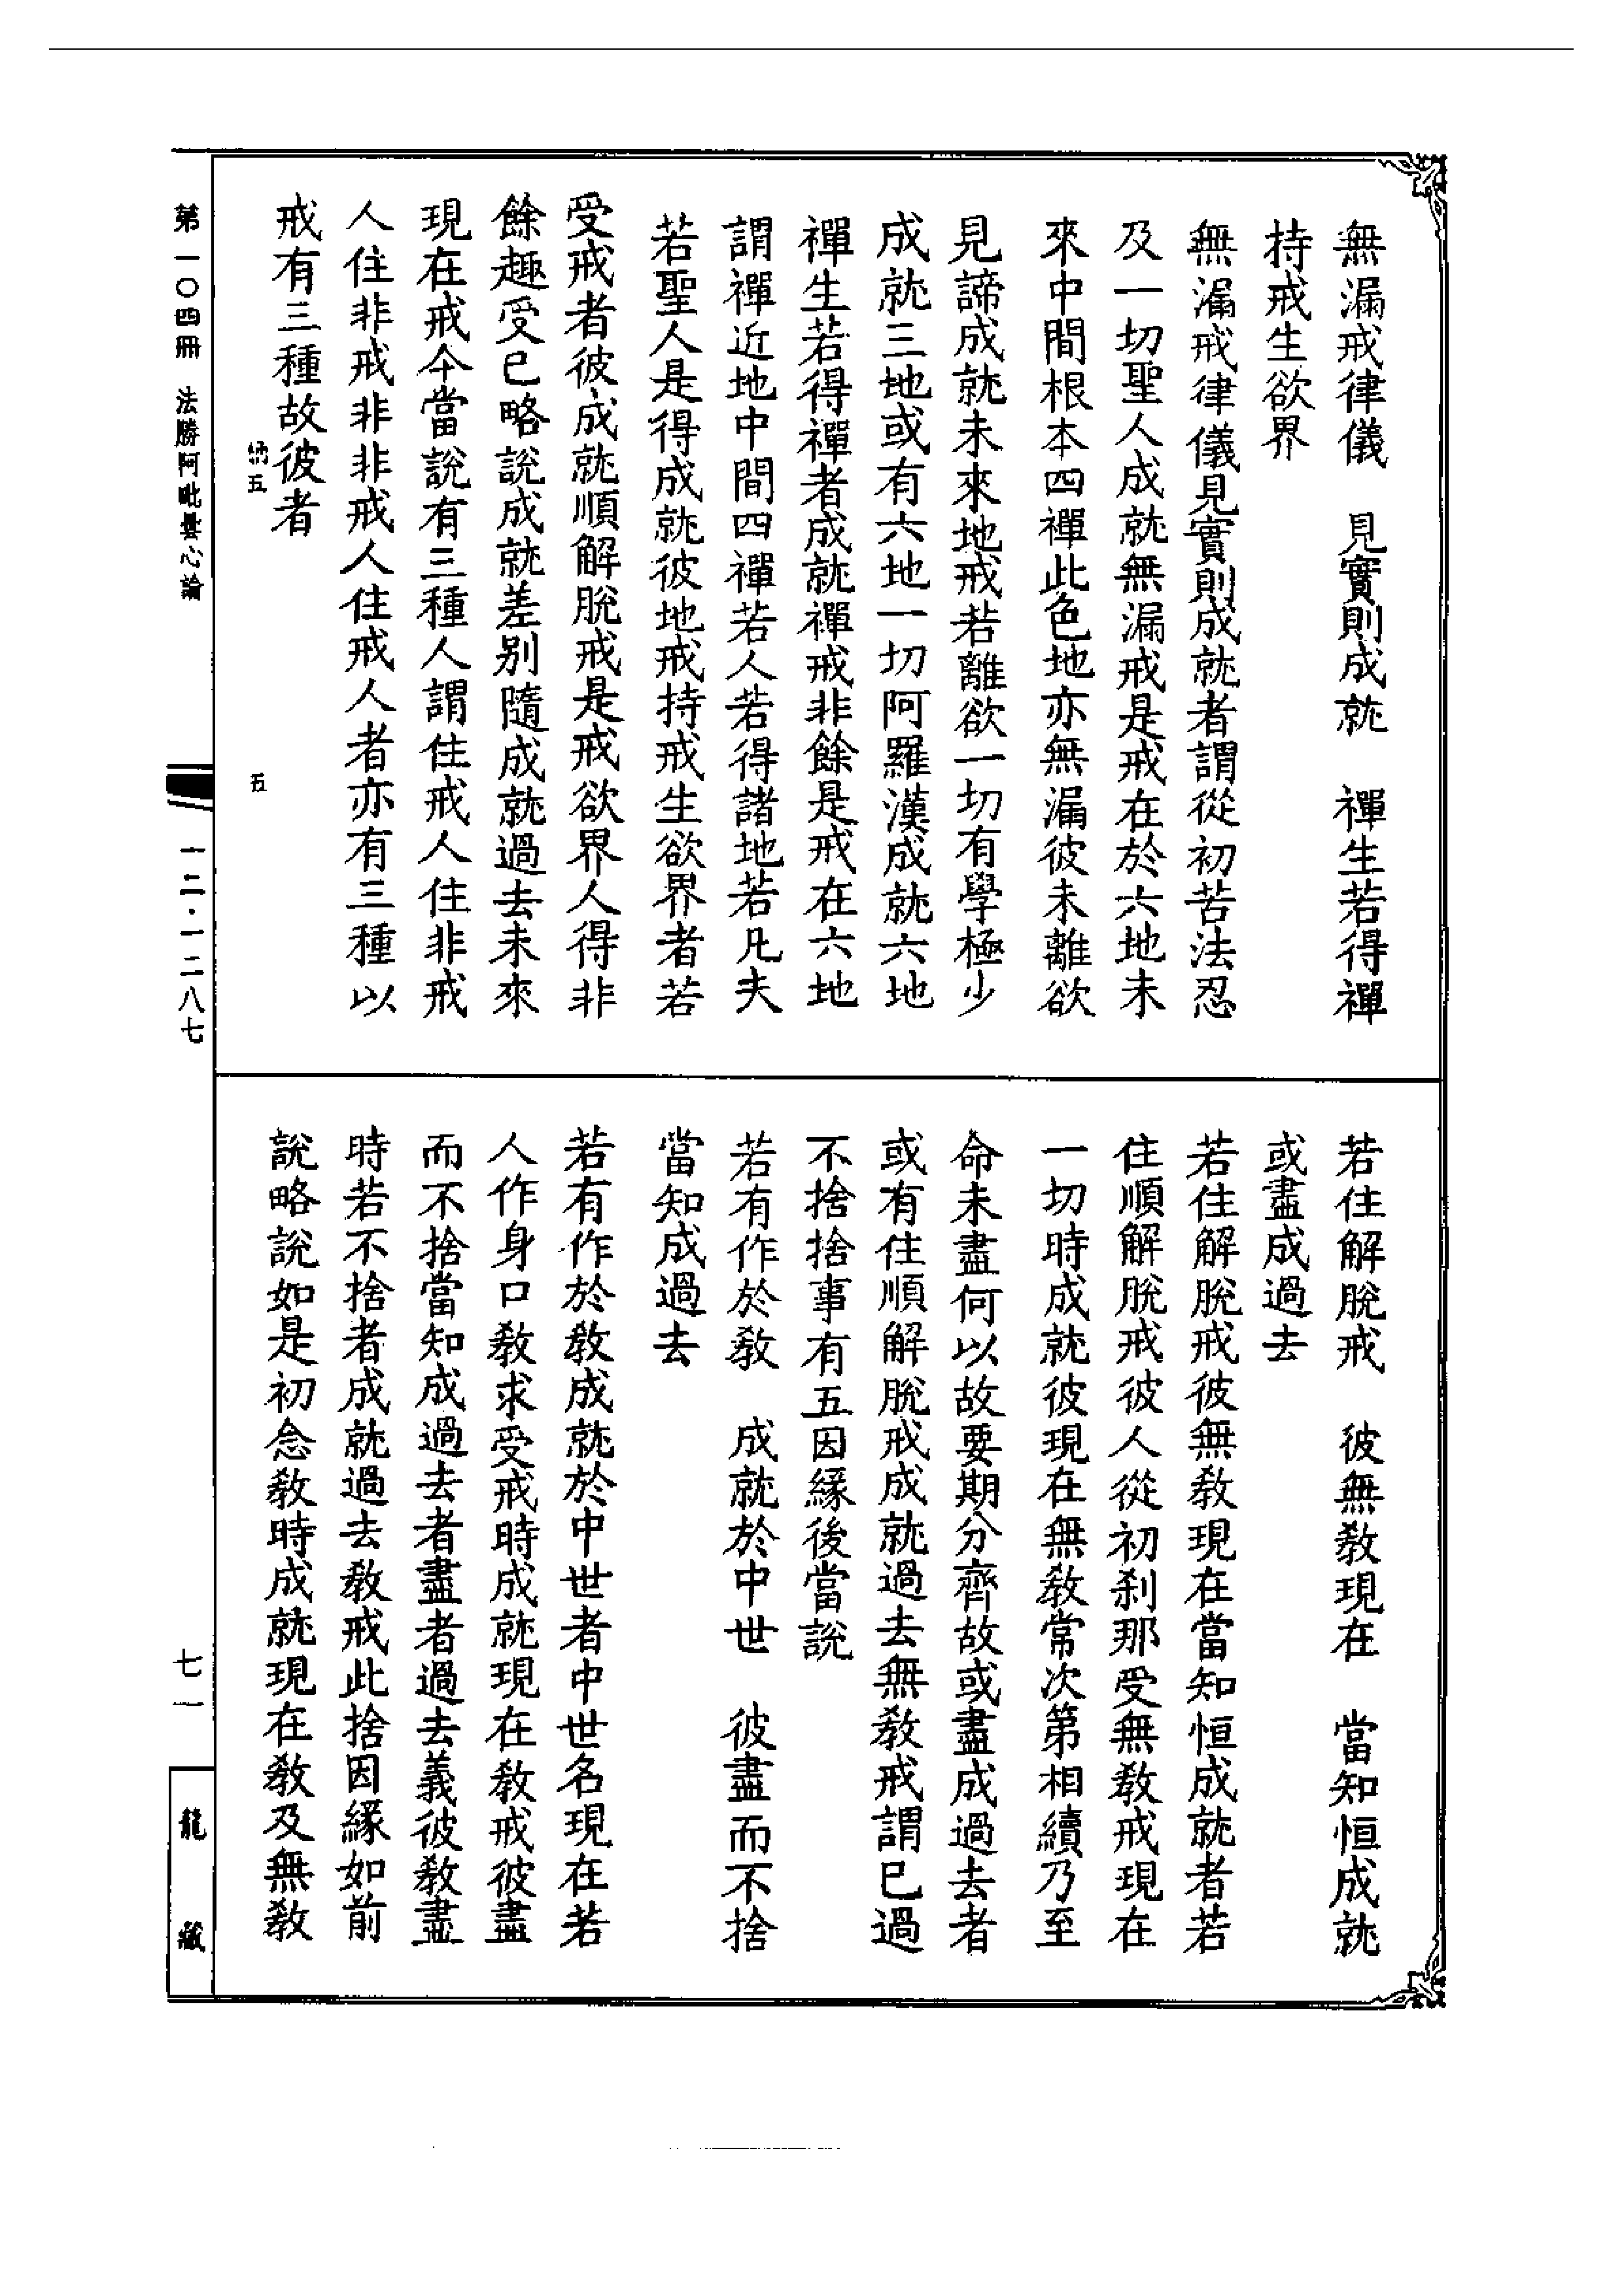 無漏戒律儀　見實則成就　禪生若得禪
持戒生欲界
無漏戒律儀見實則成就者謂從初苦法忍
及一切聖人成就無漏戒是戒在於六地未
來中間根本四禪此色地亦無漏彼未離欲
見諦成就未來地戒若離欲一切有學極少
成就三地或有六地一切阿羅漢成就六地
禪生若得禪者成就禪戒非餘是戒在六地
謂禪近地中間四禪若人若得諸地若凡夫
若聖人是得成就彼地戒持戒生欲界者若
受戒者彼成就順解脫戒是戒欲界人得非
餘趣受已略說成就差別隨成就過去未來
現在戒今當說有三種人謂住戒人住非戒
人住非戒非非戒人住戒人者亦有三種以
戒有三種故彼者
五
若住解脫戒　彼無教現在　當知恒成就
或盡成過去
若住解脫戒彼無教現在當知恒成就者若
住順解脫戒彼人從初剎那受無教戒現在
一切時成就彼現在無教常次第相續乃至
命未盡何以故要期分齊故或盡成過去者
或有住順解脫戒成就過去無教戒謂已過
不捨捨事有五因緣後當說
若有作於教　成就於中世　彼盡而不捨
當知成過去
若有作於教成就於中世者中世名現在若
人作身口教求受戒時成就現在教戒彼盡
而不捨當知成過去者盡者過去義彼教盡
時若不捨者成就過去教戒此捨因緣如前
說略說如是初念教時成就現在教及無教
第一〇四冊　法勝阿毗曇心論
一二·一二八七
七一
龍藏